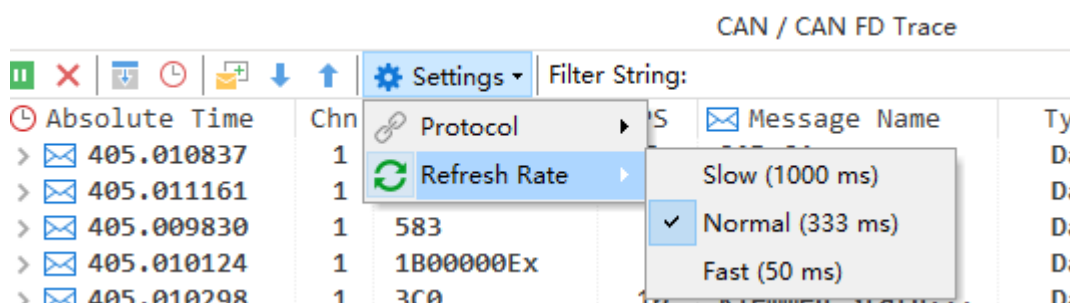 CAN / CAN FD Trace
Settings Filter String:
Absolute Time Chn Message Name
Protocol
405.010837 1
Refresh Rate Slow (1000 ms)
405.011161 1
Normal (333 ms)
405.009830 1 583
405.010124 1 1B00000Ex
Fast (50 ms)
405.010298 1 3C0